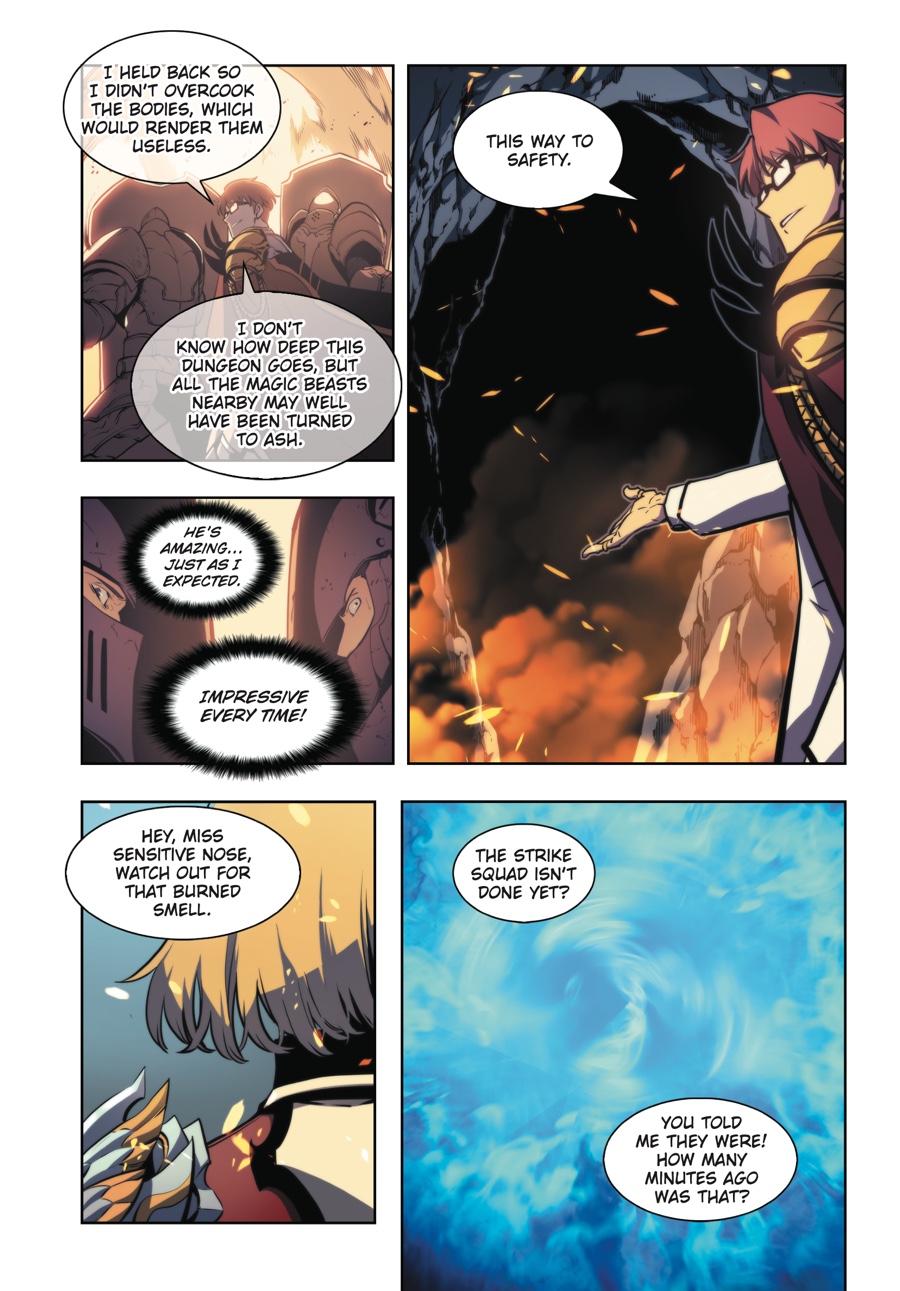 I HELD BACK SO
I DIDN'T OVERCOOK
THE BODIES, WHICH
WOULD RENDER THEM
USELESS.
I DON'T
KNOW HOW DEEP THIS
DUNGEON GOES, BUT
ALL THE MAGIC BEASTS
NEARBY MAY WELL
HAVE BEEN TURNED
TO ASH.
THIS WAY TO
SAFETY.
HE'S
AMAZING...
JUST AS I
EXPECTED.
IMPRESSIVE
EVERY TIME!
HEY, MISS
SENSITIVE NOSE,
WATCH OUT FOR
THAT BURNED
SMELL.
THE STRIKE
SQUAD ISN'T
DONE YET?
YOU TOLD
ME THEY WERE!
HOW MANY
MINUTES AGO
WAS THAT?